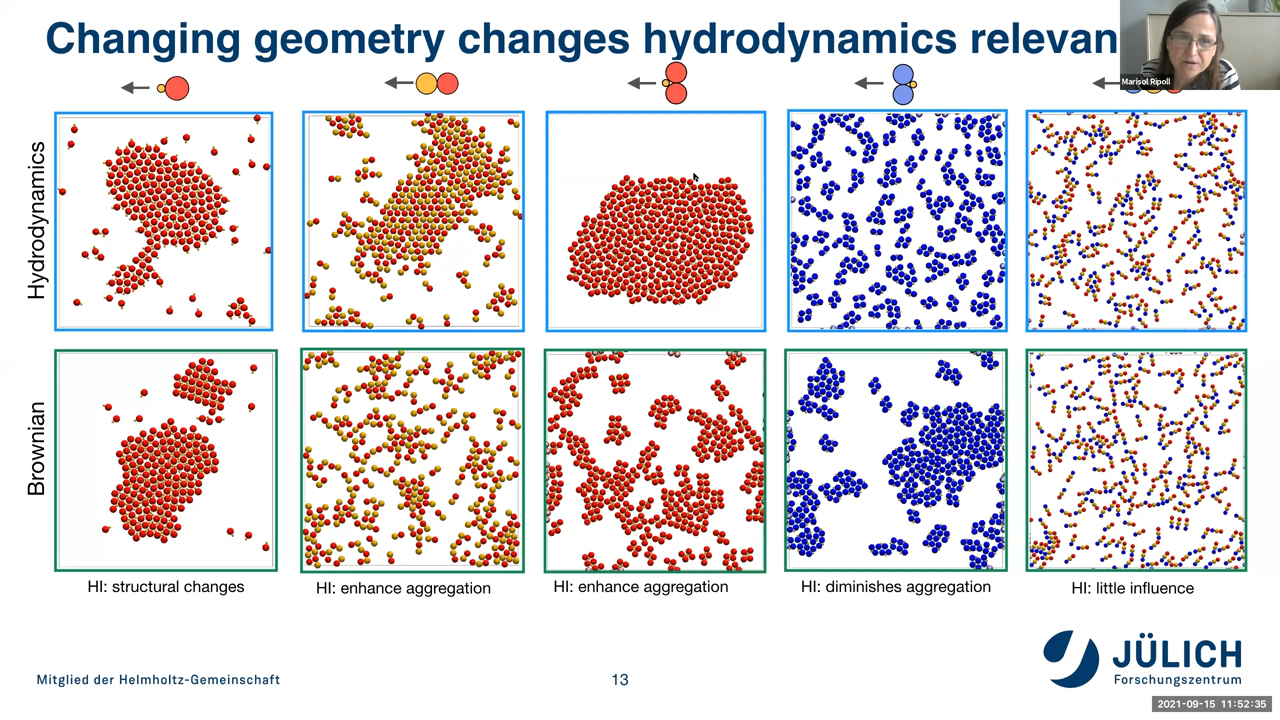 Changing geometry changes hydrodynamics relevan
Marisol Ripoll
Hydrodynamics
Brownian
HI: structural changes
HI: enhance aggregation
HI: enhance aggregation
HI: diminishes aggregation
HI: little influence
JÜLICH
Forschungszentrum
Mitglied der Helmholtz-Gemeinschaft
13
2021-09-15 11:52:35